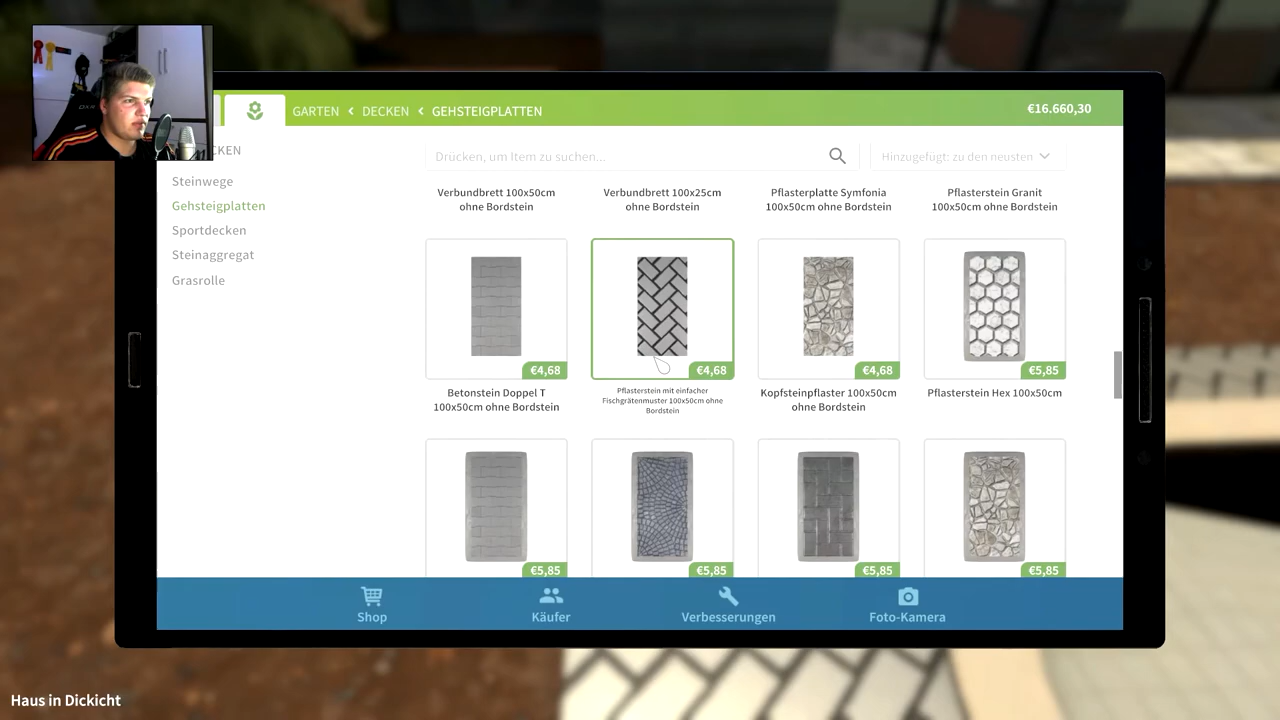 GARTEN < DECKEN < GEHSTEIGPLATTEN
€16.660,30
CKEN
Steinwege
Gehsteigplatten
Sportdecken
Steinaggregat
Grasrolle
Drücken, um Item zu suchen...
Hinzugefügt: zu den neusten
Verbundbrett 100x50cm
ohne Bordstein
Verbundbrett 100x25cm
ohne Bordstein
Pflasterplatte Symfonia
100x50cm ohne Bordstein
Pflasterstein Granit
100x50cm ohne Bordstein
€4,68
€4,68
€4,68
€5,85
Betonstein Doppel T
100x50cm ohne Bordstein
Pflasterstein mit einfacher
Fischgrätenmuster 100x50cm ohne
Bordstein
Kopfsteinpflaster 100x50cm
ohne Bordstein
Pflasterstein Hex 100x50cm
€5,85
€5,85
€5,85
€5,85
Shop
Käufer
Verbesserungen
Foto-Kamera
Haus in Dickicht